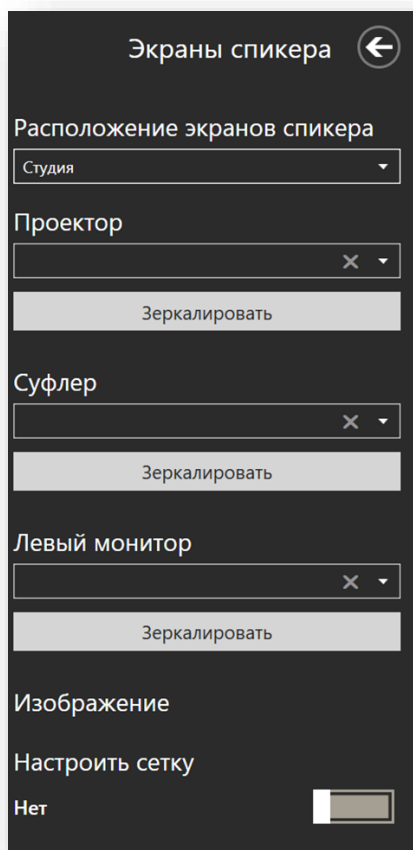 Экраны спикера
Расположение экранов спикера
Студия
Проектор
Зеркалировать
Суфлер
Зеркалировать
Левый монитор
Зеркалировать
Изображение
Настроить сетку
Нет